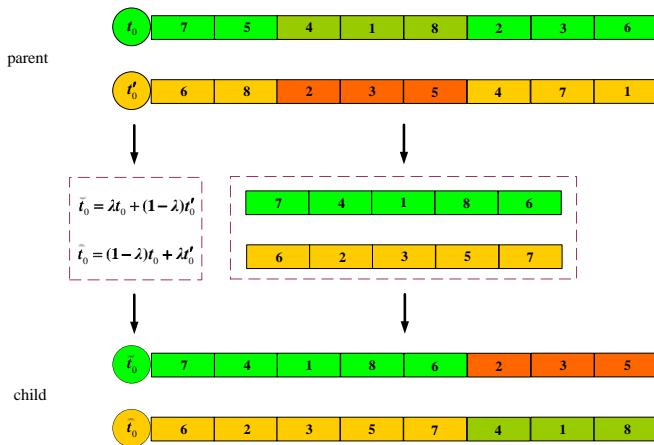 t₀ 7 5 4 1 8 2 3 6
parent
t′₀ 6 8 2 3 5 4 7 1
t̆₀ = λt₀ + (1−λ)t′₀
7 4 1 8 6
t̂₀ = (1−λ)t₀ + λt′₀
6 2 3 5 7
t̆₀ 7 4 1 8 6 2 3 5
child
t̂₀ 6 2 3 5 7 4 1 8